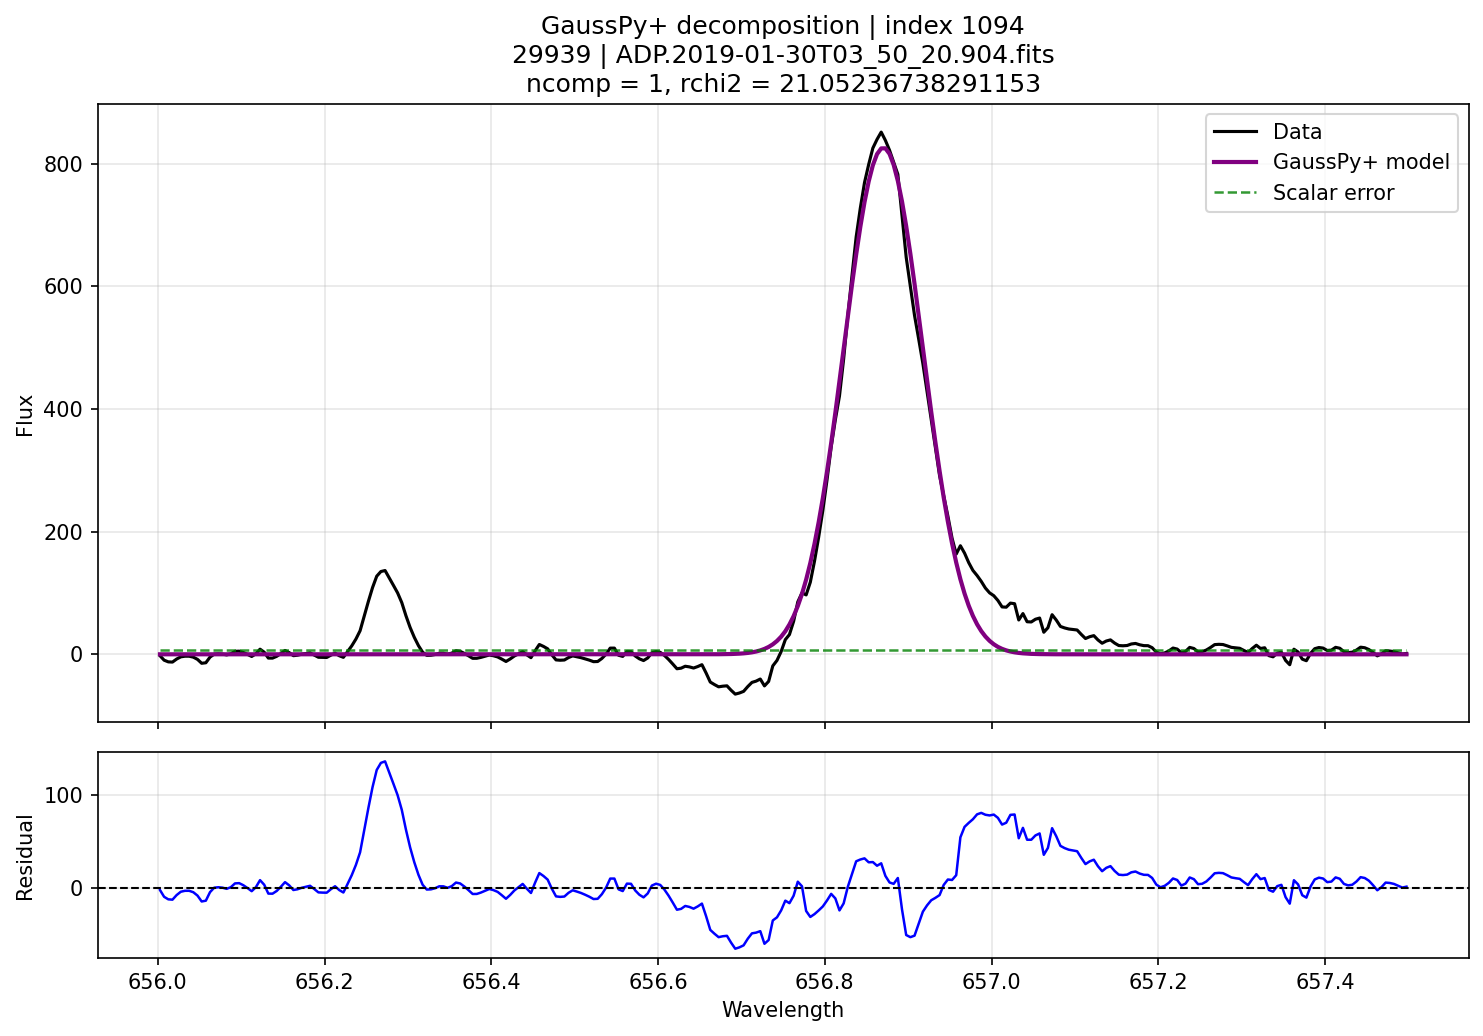 GaussPy+ decomposition | index 1094
29939 | ADP.2019-01-30T03_50_20.904.fits
ncomp = 1, rchi2 = 21.05236738291153
Data
GaussPy+ model
Scalar error
Flux
800
600
400
200
0
Residual
100
0
656.0 656.2 656.4 656.6 656.8 657.0 657.2 657.4
Wavelength